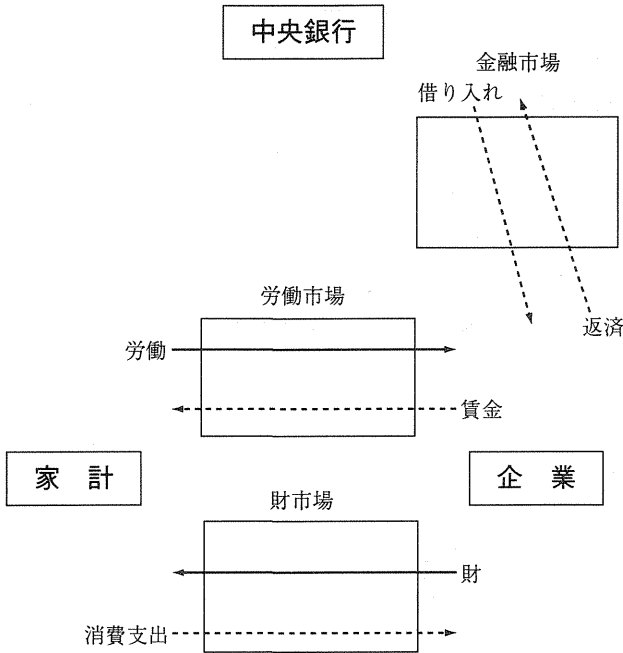 中央銀行
金融市場
借り入れ
返済
労働市場
労働
賃金
家計
企業
財市場
財
消費支出